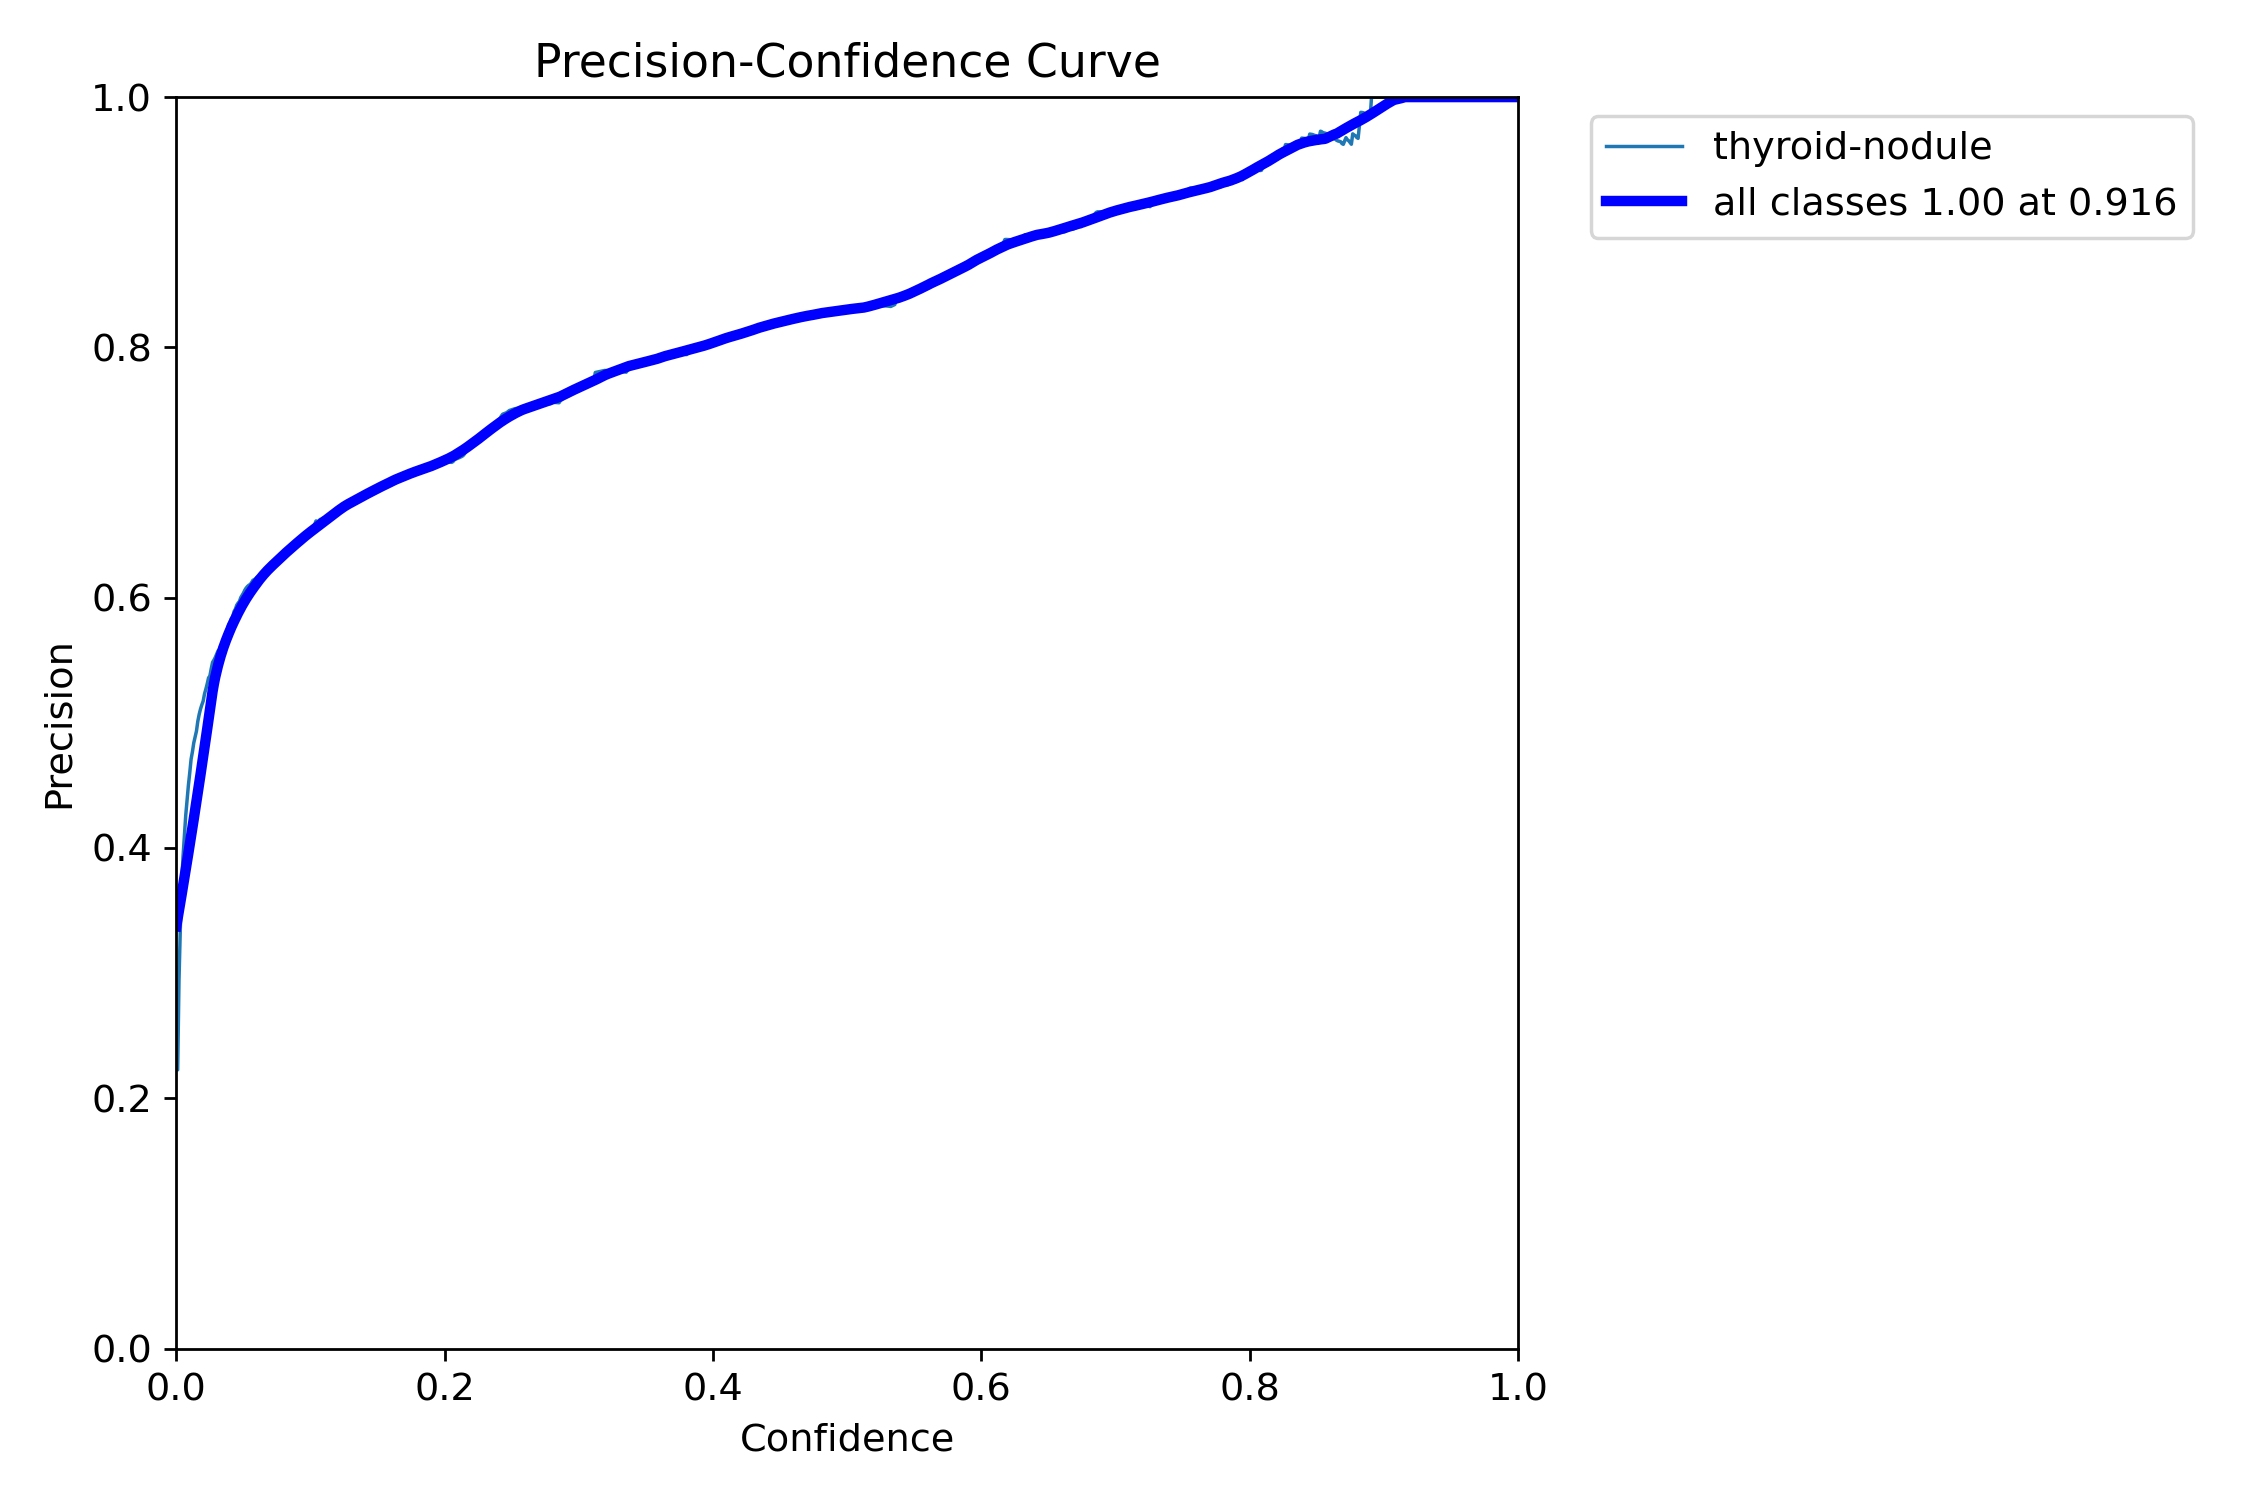 Precision-Confidence Curve
1.0
0.8
0.6
0.4
0.2
0.0
Precision
0.0 0.2 0.4 0.6 0.8 1.0
Confidence
thyroid-nodule
all classes 1.00 at 0.916